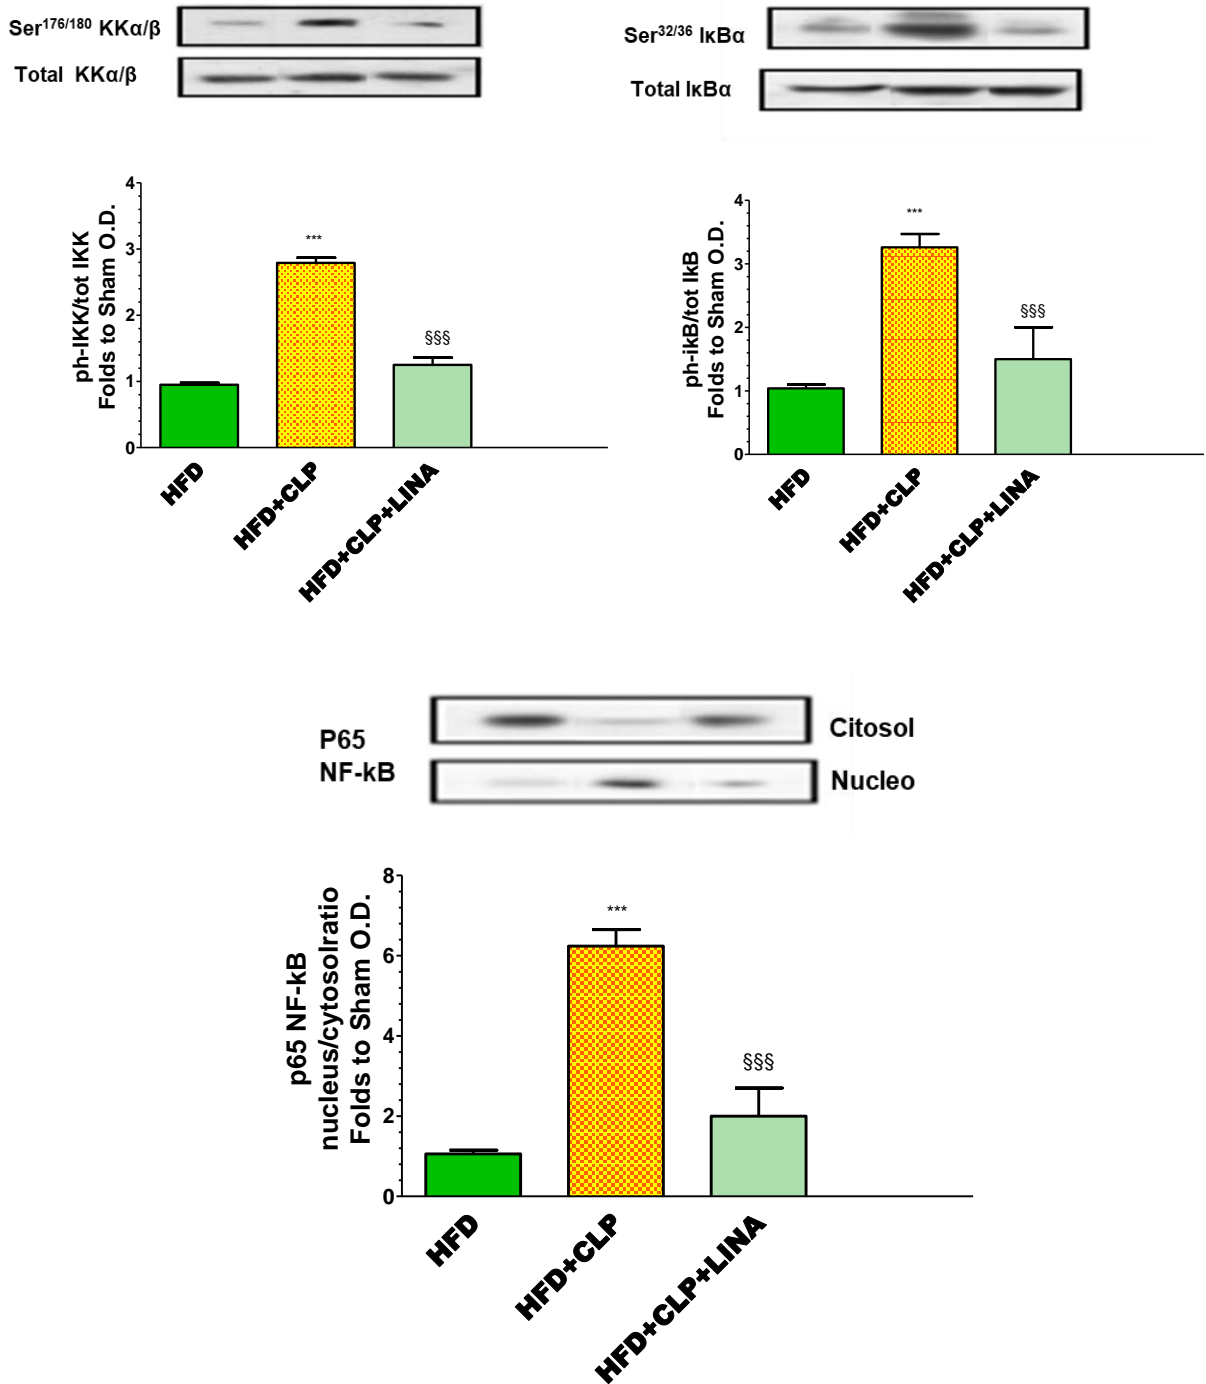 Ser176/180 KKα/β
Total KKα/β
Ser32/36 IκBα
Total IκBα
ph-IKK/tot IKK
Folds to Sham O.D.
4
3
2
1
0
***
§§§
HFD
HFD+CLP
HFD+CLP+LINA
ph-ikB/tot IkB
Folds to Sham O.D.
4
3
2
1
0
***
§§§
HFD
HFD+CLP
HFD+CLP+LINA
P65
NF-kB
Citosol
Nucleo
p65 NF-kB
nucleus/cytosolratio
Folds to Sham O.D.
8
6
4
2
0
***
§§§
HFD
HFD+CLP
HFD+CLP+LINA